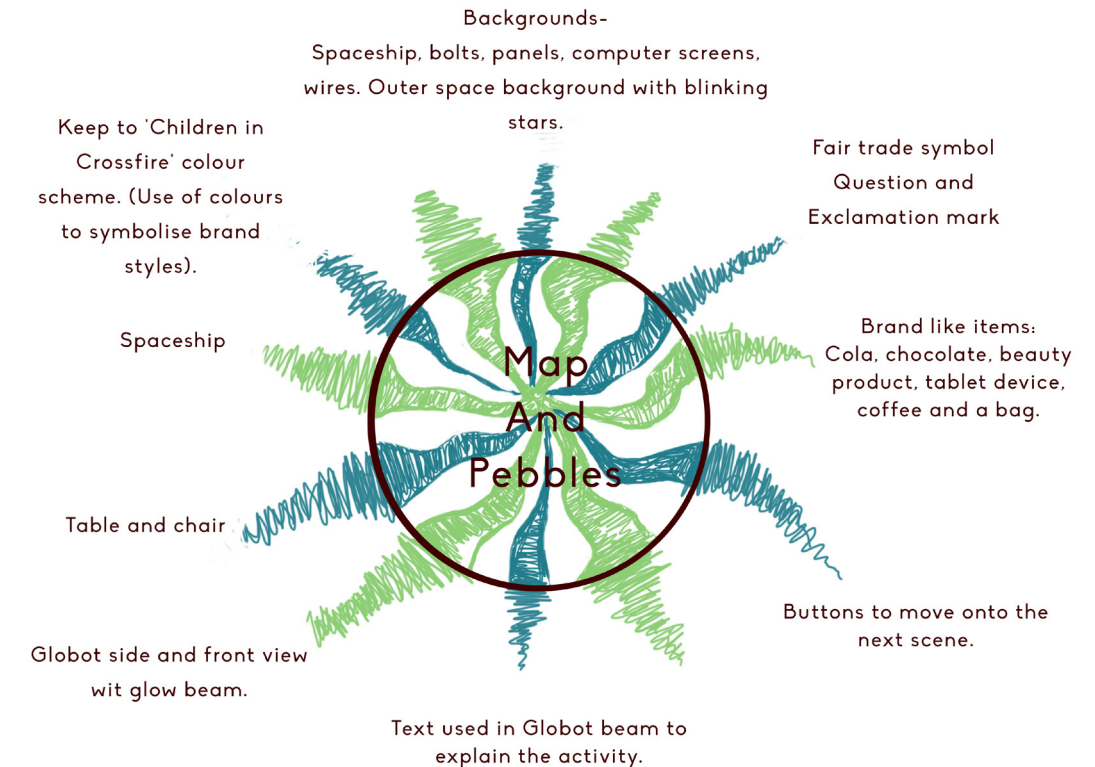 Backgrounds-
Spaceship, bolts, panels, computer screens,
wires. Outer space background with blinking
stars.
Keep to 'Children in
Crossfire' colour
scheme. (Use of colours
to symbolise brand
styles).
Fair trade symbol
Question and
Exclamation mark
Spaceship
Brand like items:
Cola, chocolate, beauty
product, tablet device,
coffee and a bag.
Map
And
Pebbles
Table and chair
Buttons to move onto the
next scene.
Globot side and front view
wit glow beam.
Text used in Globot beam to
explain the activity.